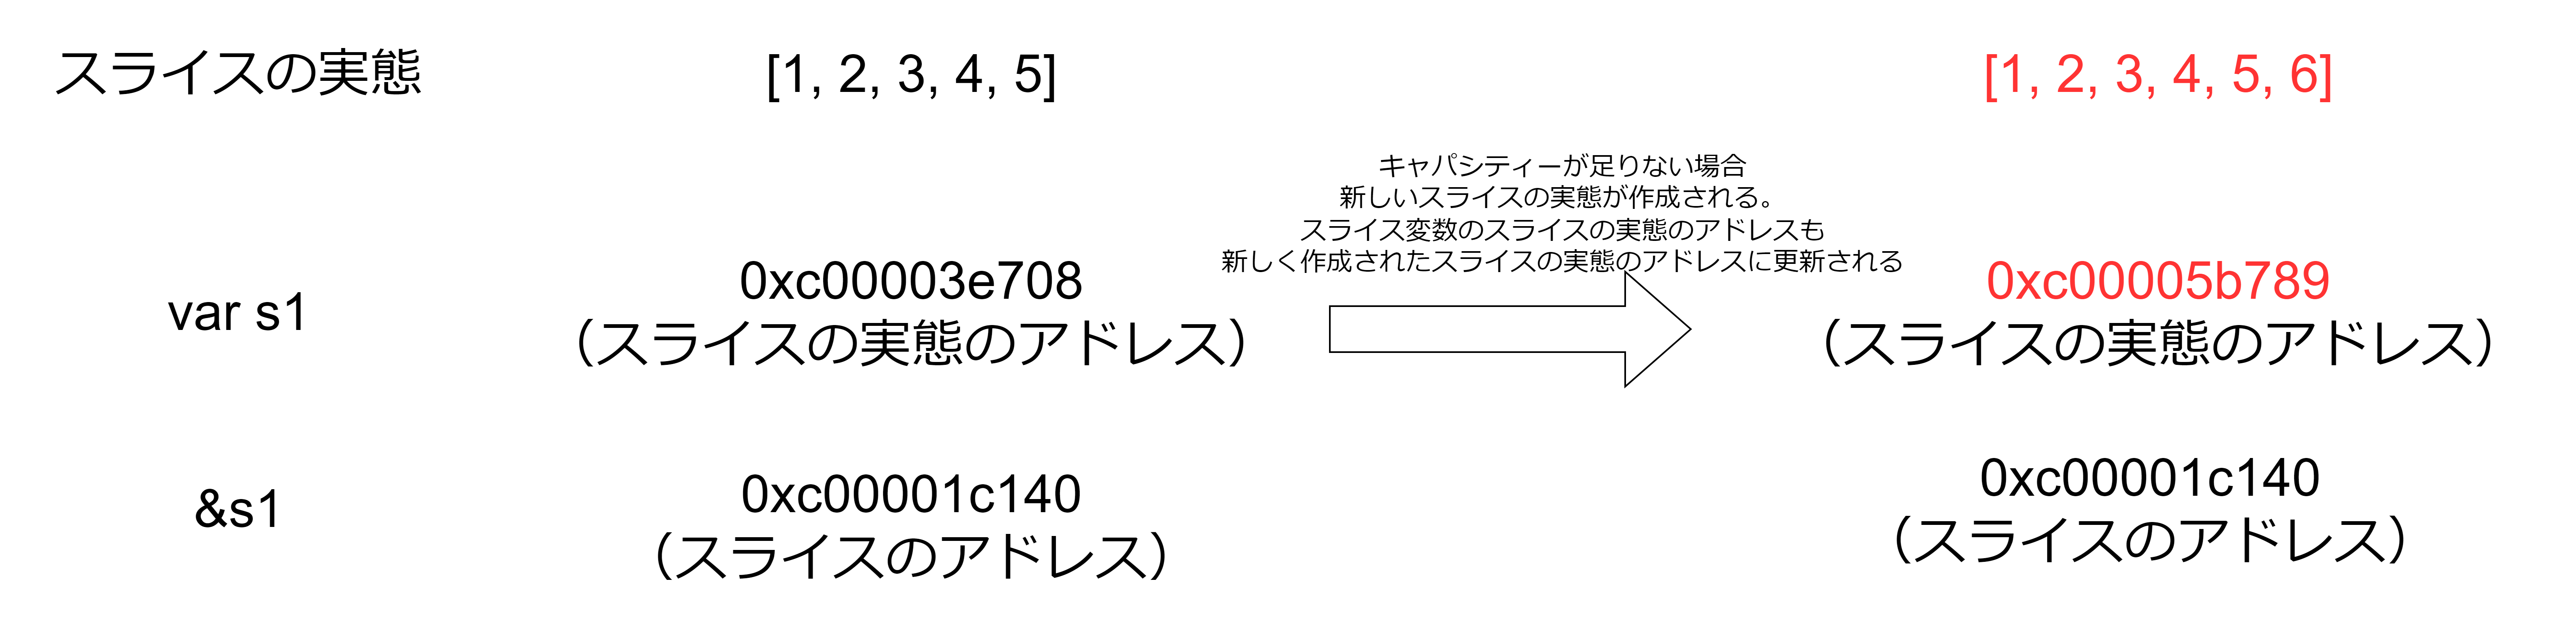 スライスの実態
[1, 2, 3, 4, 5]
[1, 2, 3, 4, 5, 6]
キャパシティーが足りない場合
新しいスライスの実態が作成される。
スライス変数のスライスの実態のアドレスも
新しく作成されたスライスの実態のアドレスに更新される
var s1
0xc00003e708
（スライスの実態のアドレス）
0xc00005b789
（スライスの実態のアドレス）
&s1
0xc00001c140
（スライスのアドレス）
0xc00001c140
（スライスのアドレス）